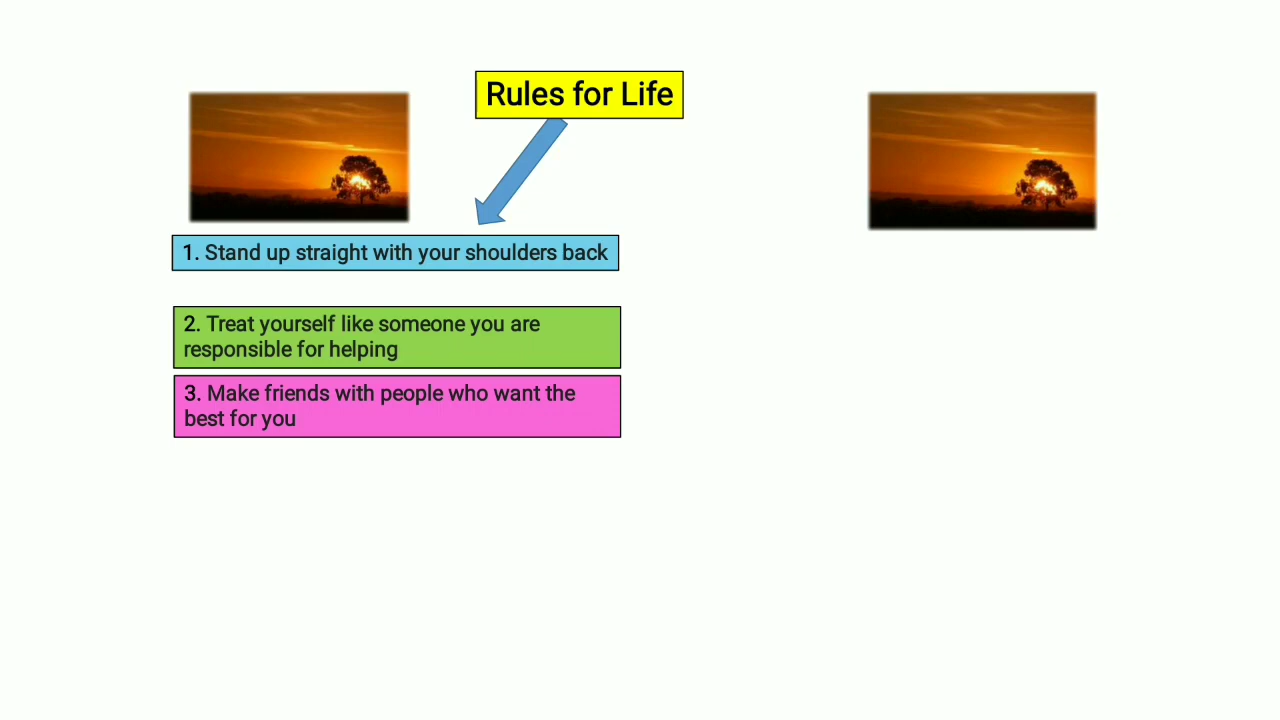 Rules for Life
1. Stand up straight with your shoulders back
2. Treat yourself like someone you are
responsible for helping
3. Make friends with people who want the
best for you